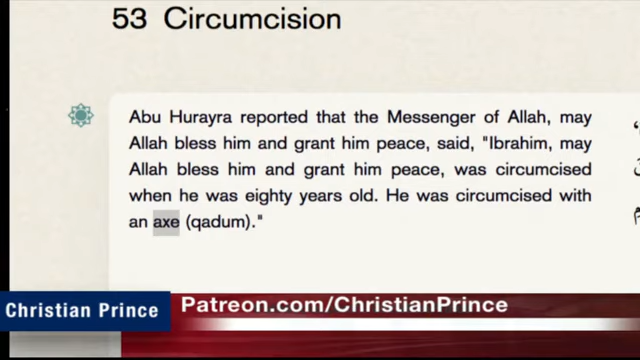 53 Circumcision
Abu Hurayra reported that the Messenger of Allah, may
Allah bless him and grant him peace, said, "Ibrahim, may
Allah bless him and grant him peace, was circumcised
when he was eighty years old. He was circumcised with
an axe (qadum)."
Christian Prince
Patreon.com/ChristianPrince